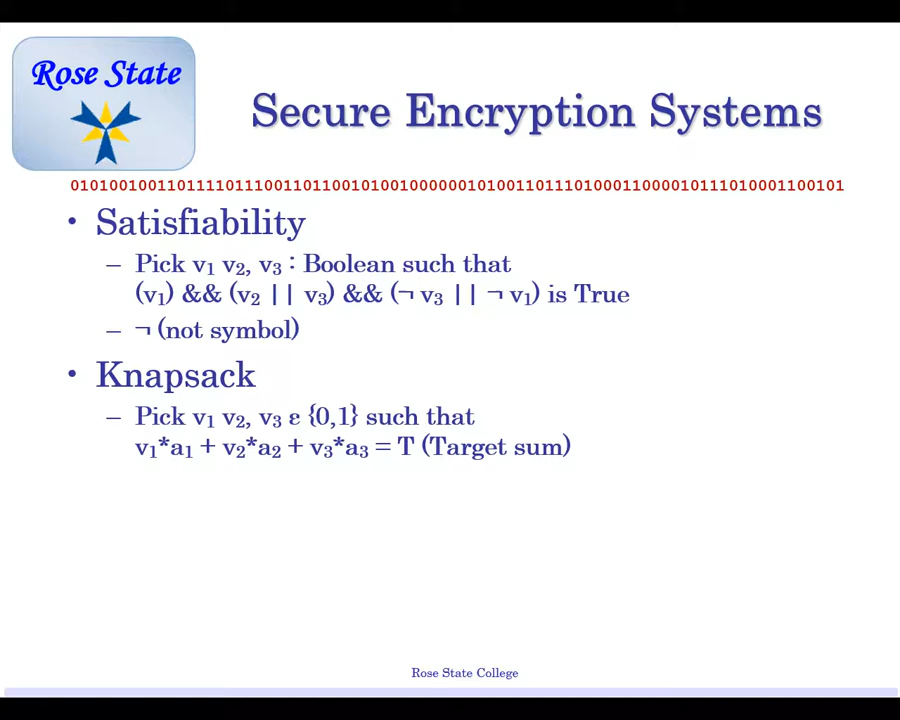 Rose State
Secure Encryption Systems
01010010011011110111001101100101001000000101001101110100011000010111010001100101
• Satisfiability
– Pick v₁ v₂, v₃ : Boolean such that
(v₁) && (v₂ || v₃) && (¬ v₃ || ¬ v₁) is True
– ¬ (not symbol)
• Knapsack
– Pick v₁ v₂, v₃ ε {0,1} such that
v₁*a₁ + v₂*a₂ + v₃*a₃ = T (Target sum)
Rose State College